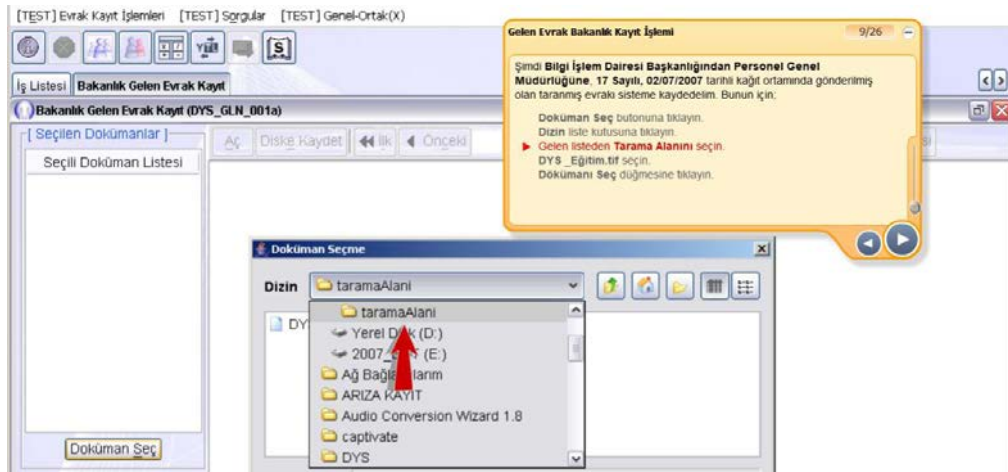 [TEST] Evrak Kayıt İşlemleri [TEST] Sorgular [TEST] Genel-Ortak(X)
İş Listesi Bakanlık Gelen Evrak Kayıt
Bakanlık Gelen Evrak Kayıt (DYS_GLN_001a)
[ Seçilen Dokümanlar ]
Seçili Doküman Listesi
Aç Diske Kaydet İlk Önceki
Gelen Evrak Bakanlık Kayıt İşlemi 9/26
Şimdi Bilgi İşlem Dairesi Başkanlığından Personel Genel
Müdürlüğüne, 17 Sayılı, 02/07/2007 tarihli kağıt ortamında gönderilmiş
olan taranmış evrakı sisteme kaydedelim. Bunun için;
Doküman Seç butonuna tıklayın.
Dizin liste kutusuna tıklayın.
Gelen listeden Tarama Alanını seçin.
DYS _Eğitim.tif seçin.
Dökümanı Seç düğmesine tıklayın.
Doküman Seçme
Dizin taramaAlani
DY
taramaAlani
Yerel (D:)
(E:)
Ağ
ARIZA KAYIT
Audio Conversion Wizard 1.8
captivate
DYS
Doküman Seç